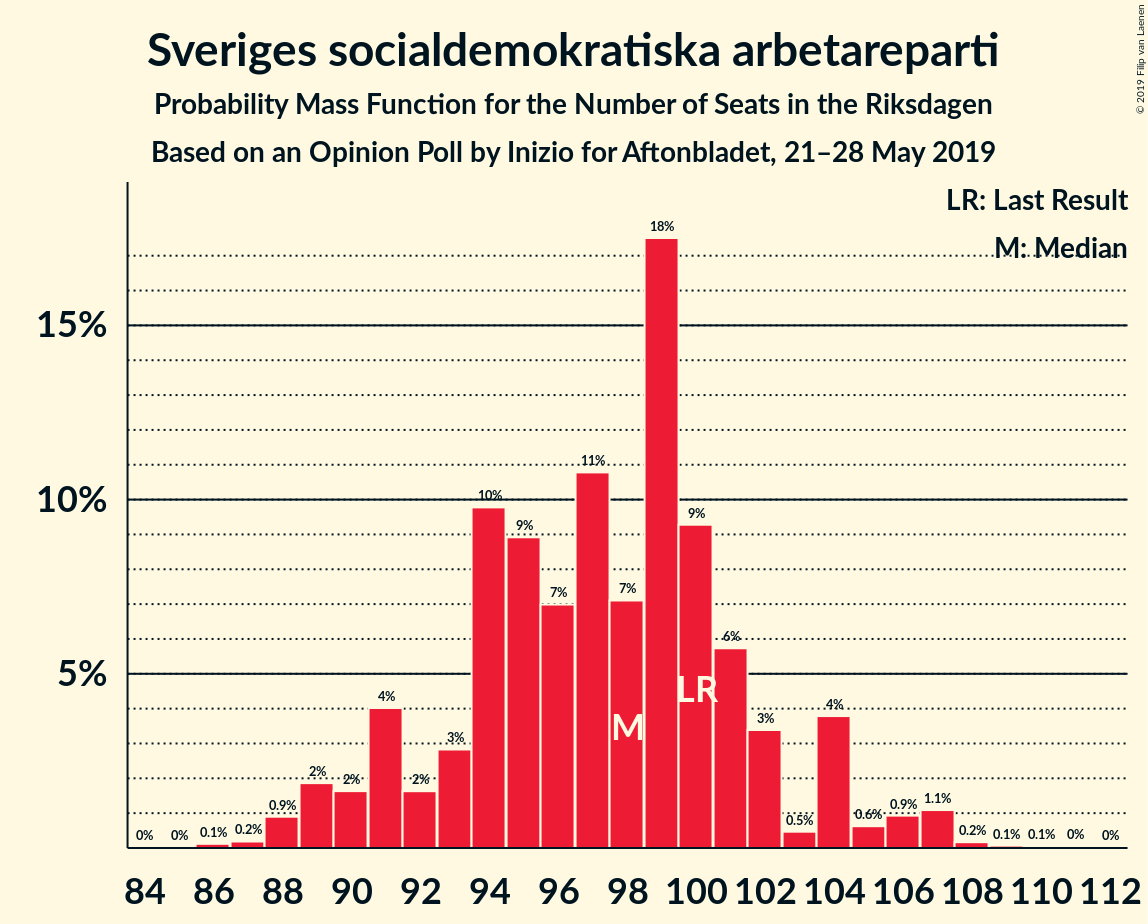 © 2019 Filip van Laenen
Sveriges socialdemokratiska arbetareparti
Probability Mass Function for the Number of Seats in the Riksdagen
Based on an Opinion Poll by Inizio for Aftonbladet, 21–28 May 2019
LR: Last Result
M: Median
15%
10%
5%
0% 0% 0.1% 0.2% 0.9% 2% 2% 4% 2% 3% 10% 9% 7% 11% 7% 18% 9% 6% 3% 0.5% 4% 0.6% 0.9% 1.1% 0.2% 0.1% 0.1% 0% 0%
M LR
84 86 88 90 92 94 96 98 100 102 104 106 108 110 112